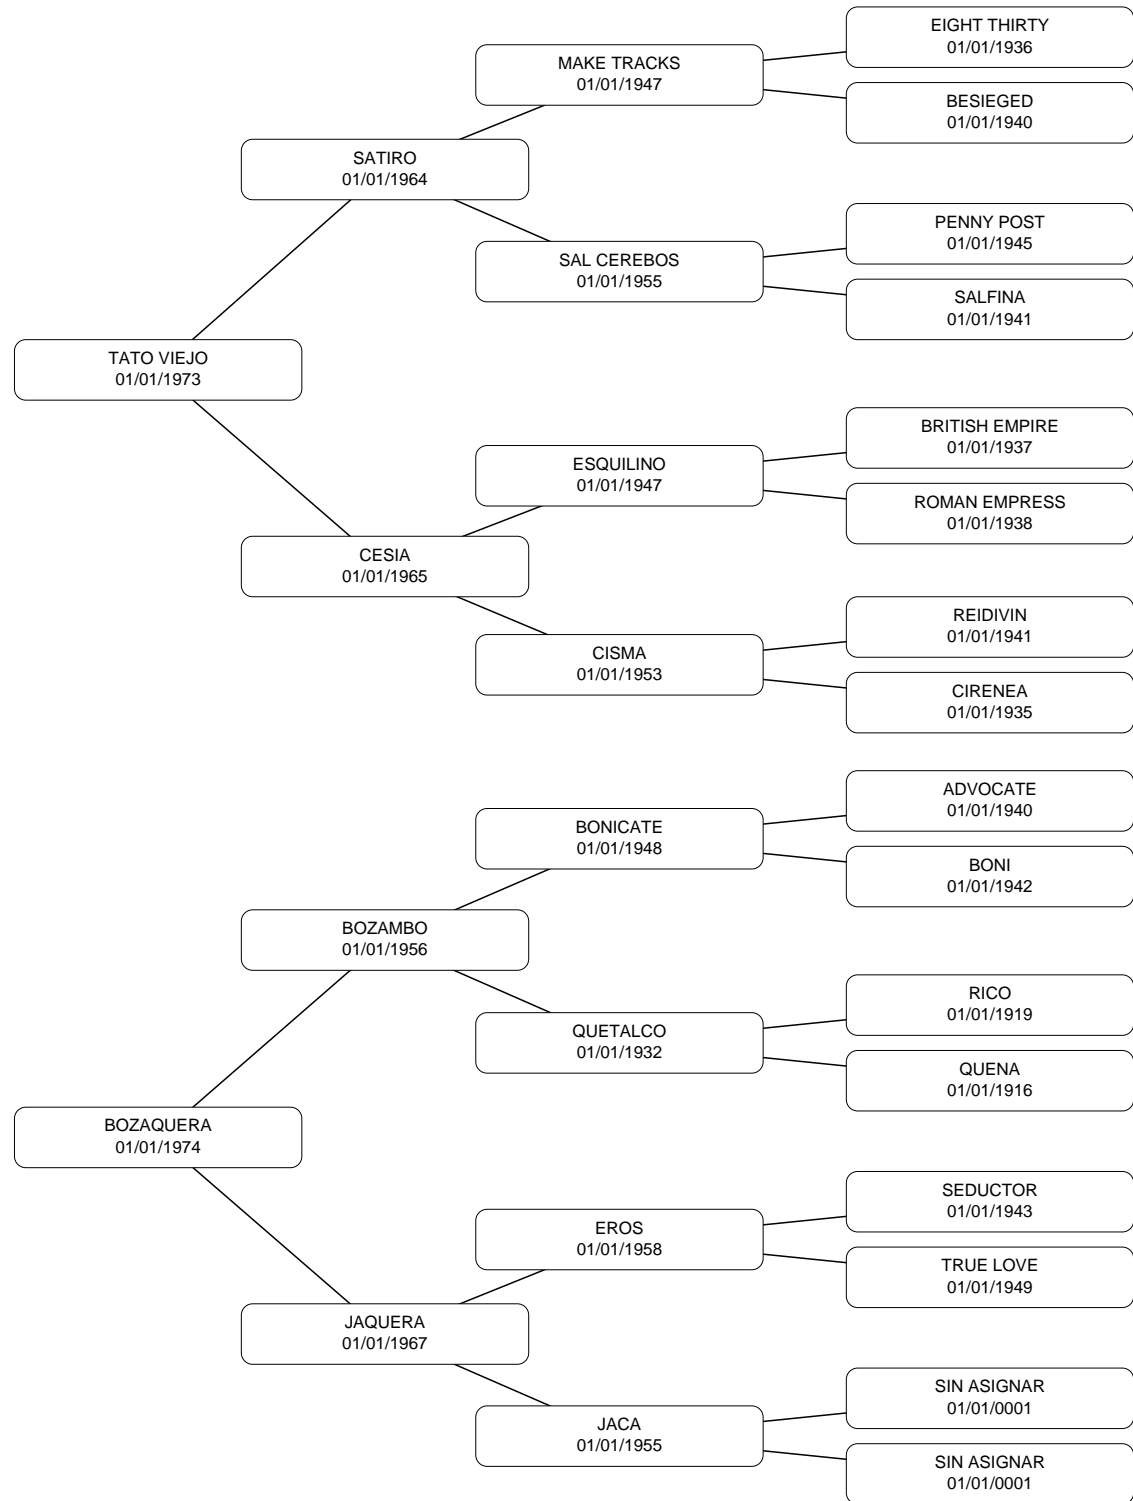 EIGHT THIRTY
01/01/1936
MAKE TRACKS
01/01/1947
BESIEGED
01/01/1940
SATIRO
01/01/1964
PENNY POST
01/01/1945
SAL CEREBOS
01/01/1955
SALFINA
01/01/1941
TATO VIEJO
01/01/1973
BRITISH EMPIRE
01/01/1937
ESQUILINO
01/01/1947
ROMAN EMPRESS
01/01/1938
CESIA
01/01/1965
REIDIVIN
01/01/1941
CISMA
01/01/1953
CIRENEA
01/01/1935
ADVOCATE
01/01/1940
BONICATE
01/01/1948
BONI
01/01/1942
BOZAMBO
01/01/1956
RICO
01/01/1919
QUETALCO
01/01/1932
QUENA
01/01/1916
BOZAQUERA
01/01/1974
SEDUCTOR
01/01/1943
EROS
01/01/1958
TRUE LOVE
01/01/1949
JAQUERA
01/01/1967
SIN ASIGNAR
01/01/0001
JACA
01/01/1955
SIN ASIGNAR
01/01/0001